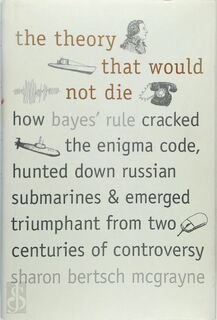 the theory
that would
not die
how bayes' rule cracked
the enigma code,
hunted down russian
submarines & emerged
triumphant from two
centuries of controversy
sharon bertsch mcgrayne